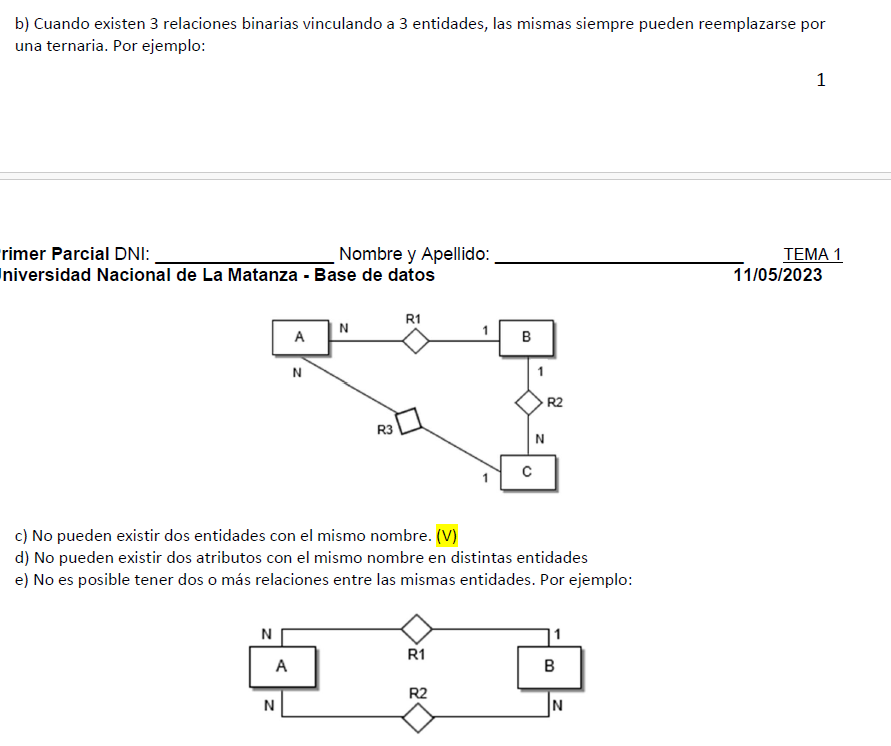 b) Cuando existen 3 relaciones binarias vinculando a 3 entidades, las mismas siempre pueden reemplazarse por
una ternaria. Por ejemplo:
1
rimer Parcial DNI: ____________________ Nombre y Apellido: ____________________________ TEMA 1
niversidad Nacional de La Matanza - Base de datos 11/05/2023
R1
A N 1 B
N 1
R2
R3 N
1 C
c) No pueden existir dos entidades con el mismo nombre. (V)
d) No pueden existir dos atributos con el mismo nombre en distintas entidades
e) No es posible tener dos o más relaciones entre las mismas entidades. Por ejemplo:
N 1
R1
A B
R2
N N